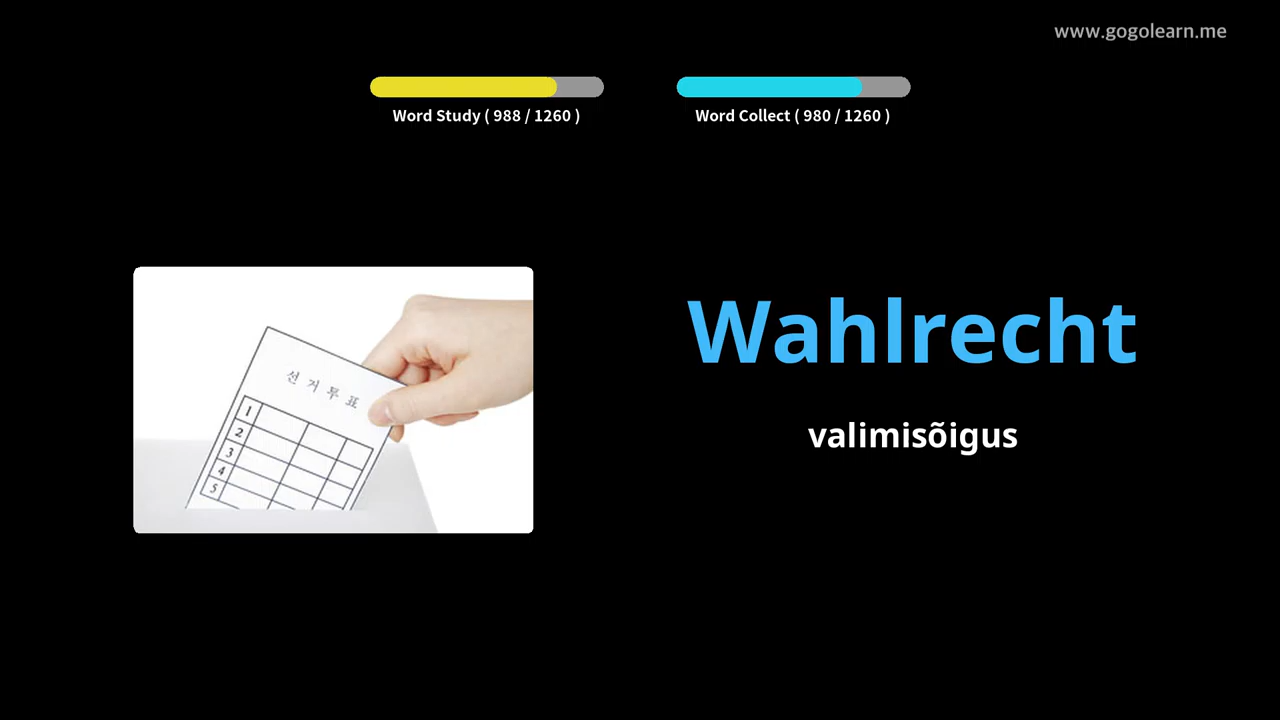 www.gogolearn.me
Word Study ( 988 / 1260 )
Word Collect ( 980 / 1260 )
선거투표
1
2
3
4
5
Wahlrecht
valimisõigus